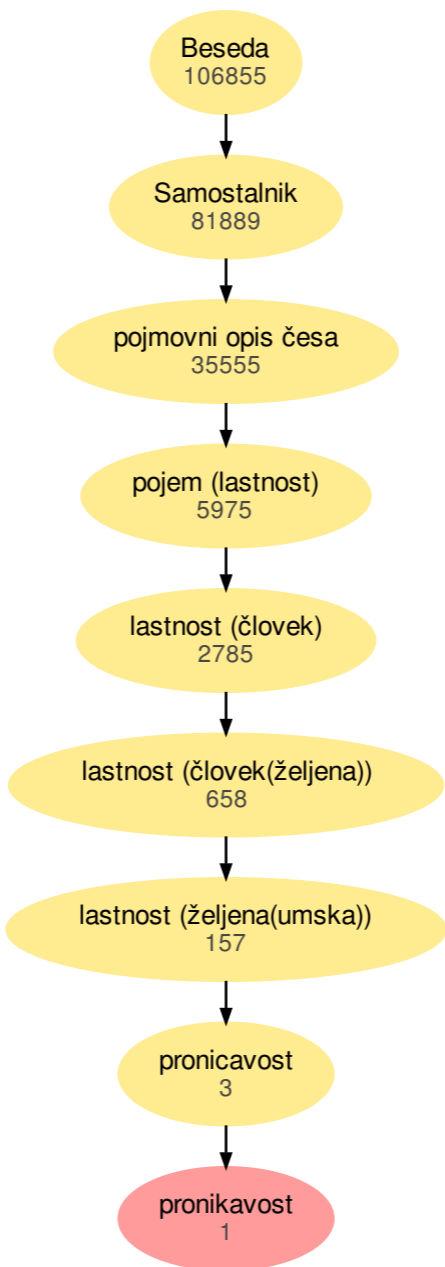 Beseda
106855
Samostalnik
81889
pojmovni opis česa
35555
pojem (lastnost)
5975
lastnost (človek)
2785
lastnost (človek(željena))
658
lastnost (željena(umska))
157
pronicavost
3
pronikavost
1